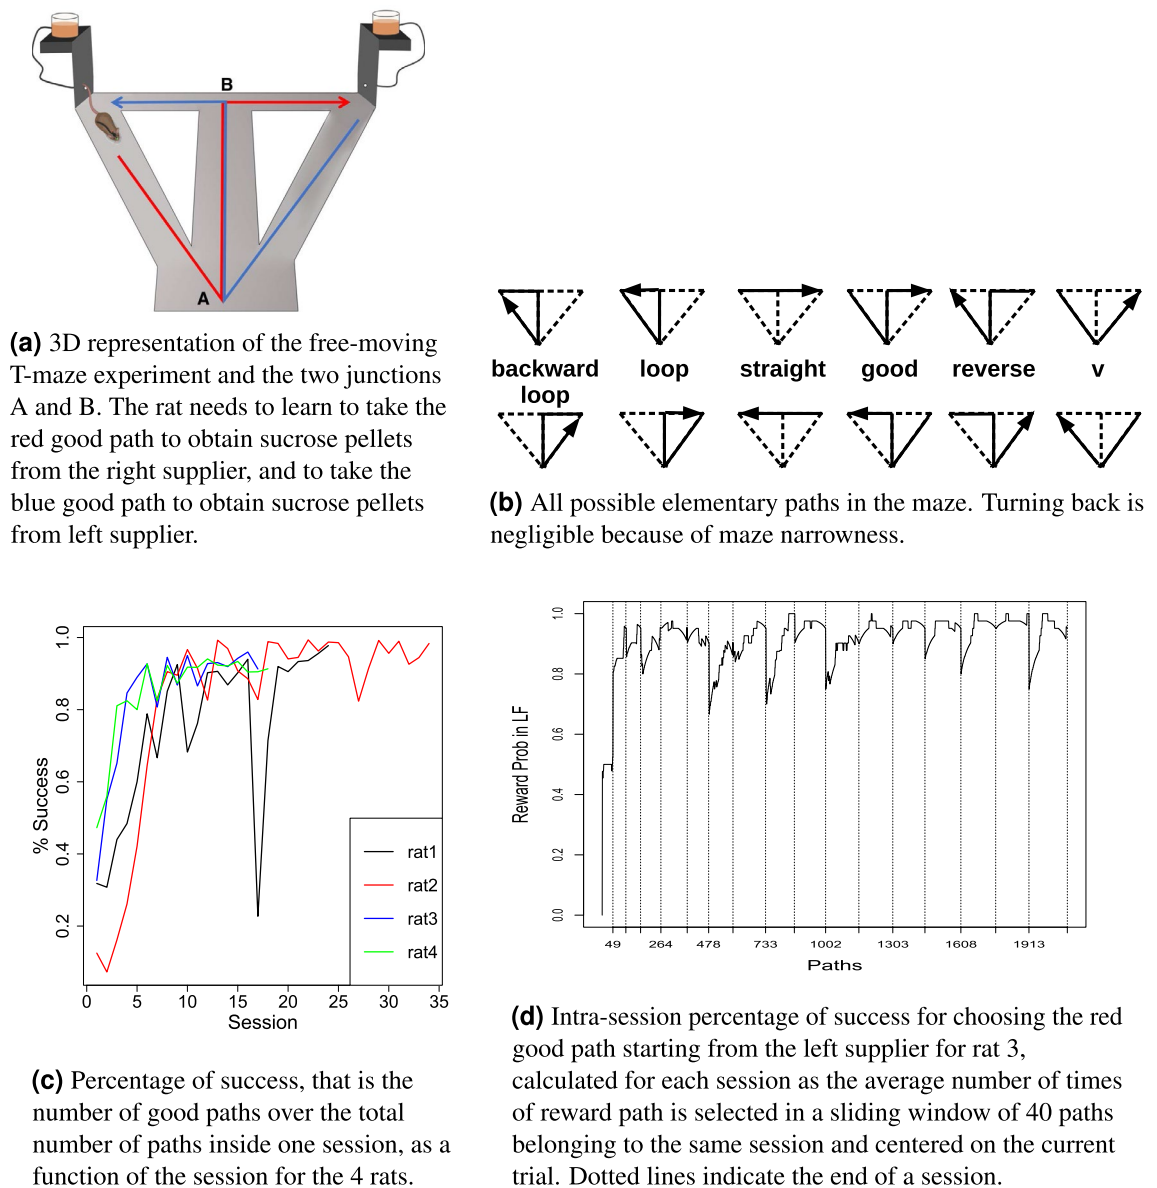 B
A
(a) 3D representation of the free-moving
T-maze experiment and the two junctions
A and B. The rat needs to learn to take the
red good path to obtain sucrose pellets
from the right supplier, and to take the
blue good path to obtain sucrose pellets
from left supplier.
backward loop straight good reverse v
loop
(b) All possible elementary paths in the maze. Turning back is
negligible because of maze narrowness.
% Success
1.0
0.8
0.6
0.4
0.2
rat1
rat2
rat3
rat4
0 5 10 15 20 25 30 35
Session
(c) Percentage of success, that is the
number of good paths over the total
number of paths inside one session, as a
function of the session for the 4 rats.
Reward Prob in LF
1.0
0.8
0.6
0.4
0.2
0.0
49 264 478 733 1002 1303 1608 1913
Paths
(d) Intra-session percentage of success for choosing the red
good path starting from the left supplier for rat 3,
calculated for each session as the average number of times
of reward path is selected in a sliding window of 40 paths
belonging to the same session and centered on the current
trial. Dotted lines indicate the end of a session.